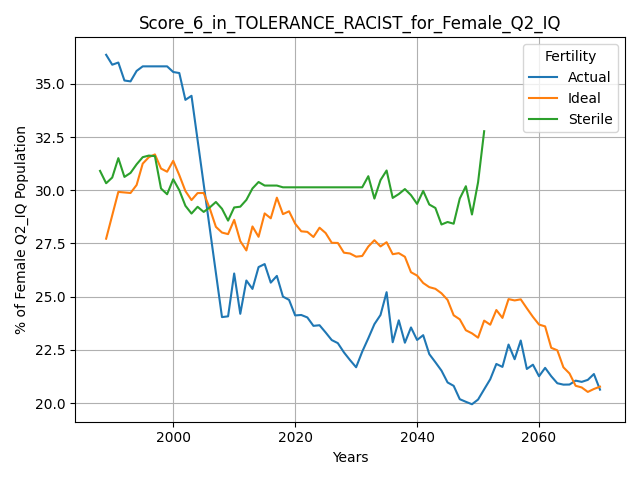 Score_6_in_TOLERANCE_RACIST_for_Female_Q2_IQ
Fertility
Actual
Ideal
Sterile
% of Female Q2_IQ Population
35.0
32.5
30.0
27.5
25.0
22.5
20.0
2000
2020
2040
2060
Years